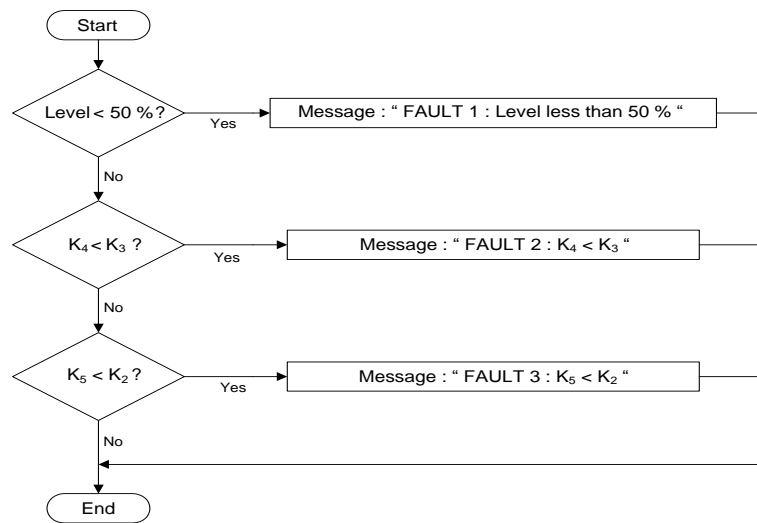 Start
Level < 50 % ?
Yes
Message : “ FAULT 1 : Level less than 50 % “
No
K₄ < K₃ ?
Yes
Message : “ FAULT 2 : K₄ < K₃ “
No
K₅ < K₂ ?
Yes
Message : “ FAULT 3 : K₅ < K₂ “
No
End